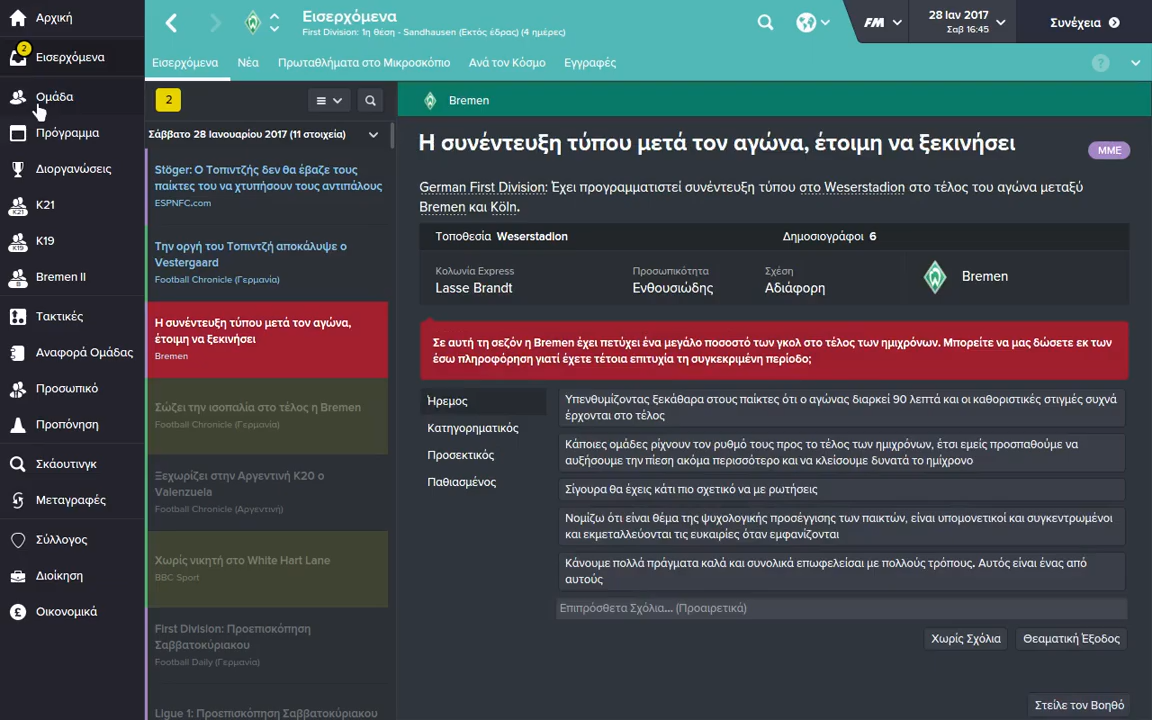 Αρχική
2
Εισερχόμενα
Ομάδα
Πρόγραμμα
Διοργανώσεις
K21
K21
K19
K19
Bremen II
B
Τακτικές
Αναφορά Ομάδας
Προσωπικό
Προπόνηση
Σκάουτινγκ
Μεταγραφές
Σύλλογος
Διοίκηση
£
Οικονομικά
Εισερχόμενα
First Division: 1η θέση - Sandhausen (Εκτός έδρας) (4 ημέρες)
FM
28 Ιαν 2017
Σαβ 16:45
Συνέχεια
Εισερχόμενα
Νέα
Πρωταθλήματα στο Μικροσκόπιο
Ανά τον Κόσμο
Εγγραφές
?
2
Σάββατο 28 Ιανουαρίου 2017 (11 στοιχεία)
Stöger: Ο Τοπιντζής δεν θα έβαζε τους
παίκτες του να χτυπήσουν τους αντιπάλους
ESPNFC.com
Την οργή του Τοπιντζή αποκάλυψε ο
Vestergaard
Football Chronicle (Γερμανία)
Η συνέντευξη τύπου μετά τον αγώνα,
έτοιμη να ξεκινήσει
Bremen
Σώζει την ισοπαλία στο τέλος η Bremen
Football Chronicle (Γερμανία)
Ξεχωρίζει στην Αργεντινή Κ20 ο
Valenzuela
Football Chronicle (Αργεντινή)
Χωρίς νικητή στο White Hart Lane
BBC Sport
First Division: Προεπισκόπηση
Σαββατοκύριακου
Football Daily (Γερμανία)
Ligue 1: Προεπισκόπηση Σαββατοκύριακου
Bremen
Η συνέντευξη τύπου μετά τον αγώνα, έτοιμη να ξεκινήσει
ΜΜΕ
German First Division: Έχει προγραμματιστεί συνέντευξη τύπου στο Weserstadion στο τέλος του αγώνα μεταξύ
Bremen και Köln.
Τοποθεσία Weserstadion
Δημοσιογράφοι 6
Κολωνία Express
Lasse Brandt
Προσωπικότητα
Ενθουσιώδης
Σχέση
Αδιάφορη
Bremen
Σε αυτή τη σεζόν η Bremen έχει πετύχει ένα μεγάλο ποσοστό των γκολ στο τέλος των ημιχρόνων. Μπορείτε να μας δώσετε εκ των
έσω πληροφόρηση γιατί έχετε τέτοια επιτυχία τη συγκεκριμένη περίοδο;
Ήρεμος
Κατηγορηματικός
Προσεκτικός
Παθιασμένος
Υπενθυμίζοντας ξεκάθαρα στους παίκτες ότι ο αγώνας διαρκεί 90 λεπτά και οι καθοριστικές στιγμές συχνά
έρχονται στο τέλος
Κάποιες ομάδες ρίχνουν τον ρυθμό τους προς το τέλος των ημιχρόνων, έτσι εμείς προσπαθούμε να
αυξήσουμε την πίεση ακόμα περισσότερο και να κλείσουμε δυνατά το ημίχρονο
Σίγουρα θα έχεις κάτι πιο σχετικό να με ρωτήσεις
Νομίζω ότι είναι θέμα της ψυχολογικής προσέγγισης των παικτών, είναι υπομονετικοί και συγκεντρωμένοι
και εκμεταλλεύονται τις ευκαιρίες όταν εμφανίζονται
Κάνουμε πολλά πράγματα καλά και συνολικά επωφελείσαι με πολλούς τρόπους. Αυτός είναι ένας από
αυτούς
Επιπρόσθετα Σχόλια... (Προαιρετικά)
Χωρίς Σχόλια
Θεαματική Έξοδος
Στείλε τον Βοηθό